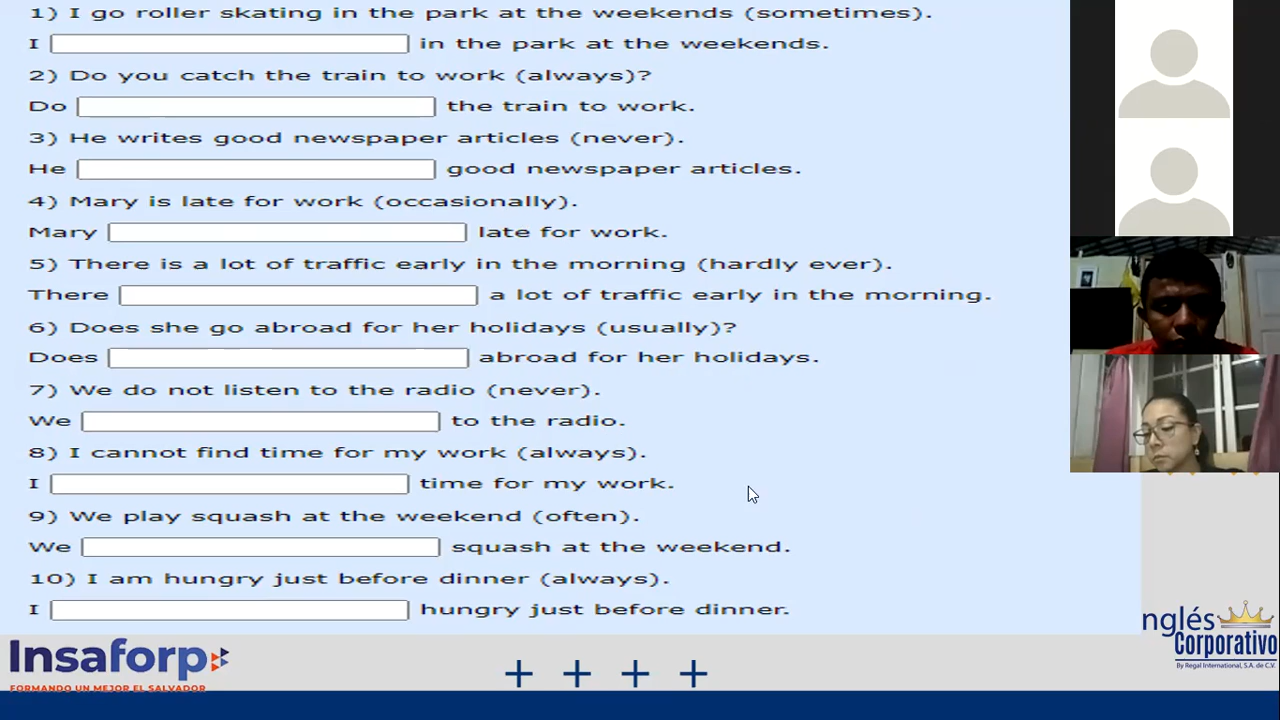 1) I go roller skating in the park at the weekends (sometimes).
I in the park at the weekends.
2) Do you catch the train to work (always)?
Do the train to work.
3) He writes good newspaper articles (never).
He good newspaper articles.
4) Mary is late for work (occasionally).
Mary late for work.
5) There is a lot of traffic early in the morning (hardly ever).
There a lot of traffic early in the morning.
6) Does she go abroad for her holidays (usually)?
Does abroad for her holidays.
7) We do not listen to the radio (never).
We to the radio.
8) I cannot find time for my work (always).
I time for my work.
9) We play squash at the weekend (often).
We squash at the weekend.
10) I am hungry just before dinner (always).
I hungry just before dinner.
Insaforp
FORMANDO UN MEJOR EL SALVADOR
nglés
Corporativo
By Regal International, S.A. de C.V.